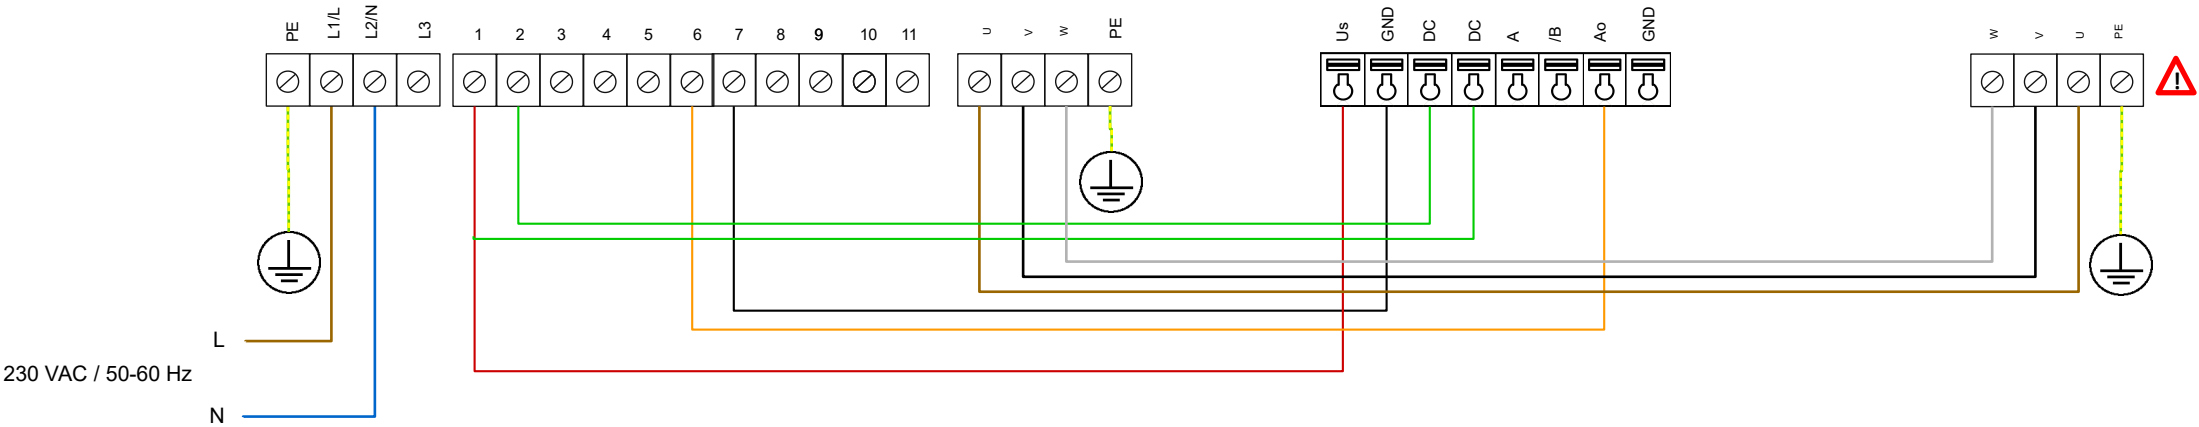 PE L1/L L2/N L3
1 2 3 4 5 6 7 8 9 10 11
U V W PE
Us GND DC DC A /B Ao GND
W V U PE
!
L
230 VAC / 50-60 Hz
N